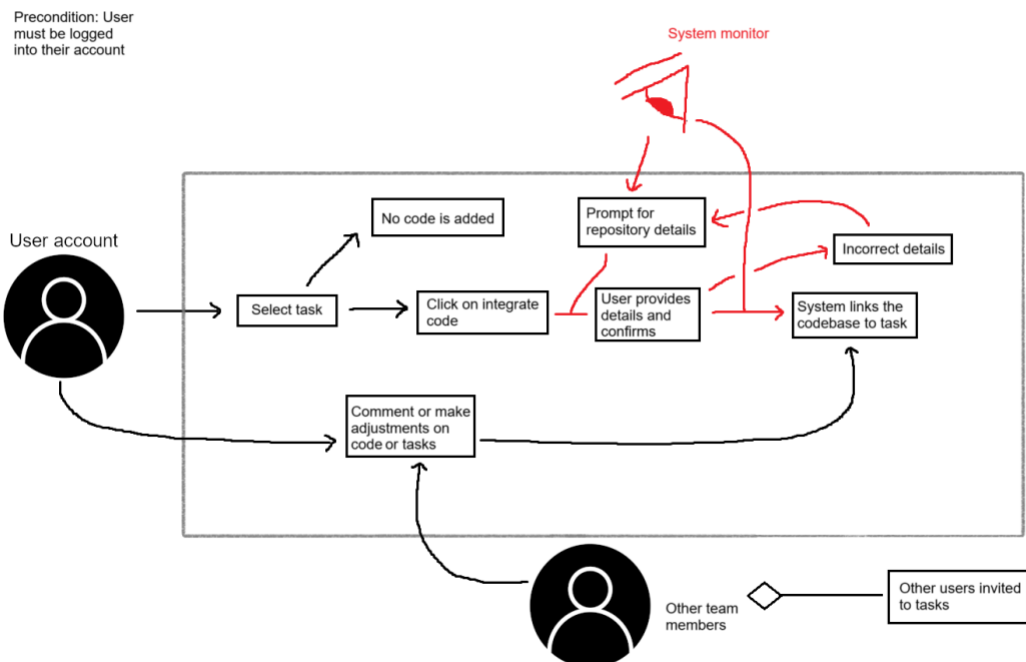 Precondition: User
must be logged
into their account
System monitor
No code is added
Prompt for
repository details
User account
Incorrect details
Select task
Click on integrate
code
User provides
details and
confirms
System links the
codebase to task
Comment or make
adjustments on
code or tasks
Other team
members
Other users invited
to tasks